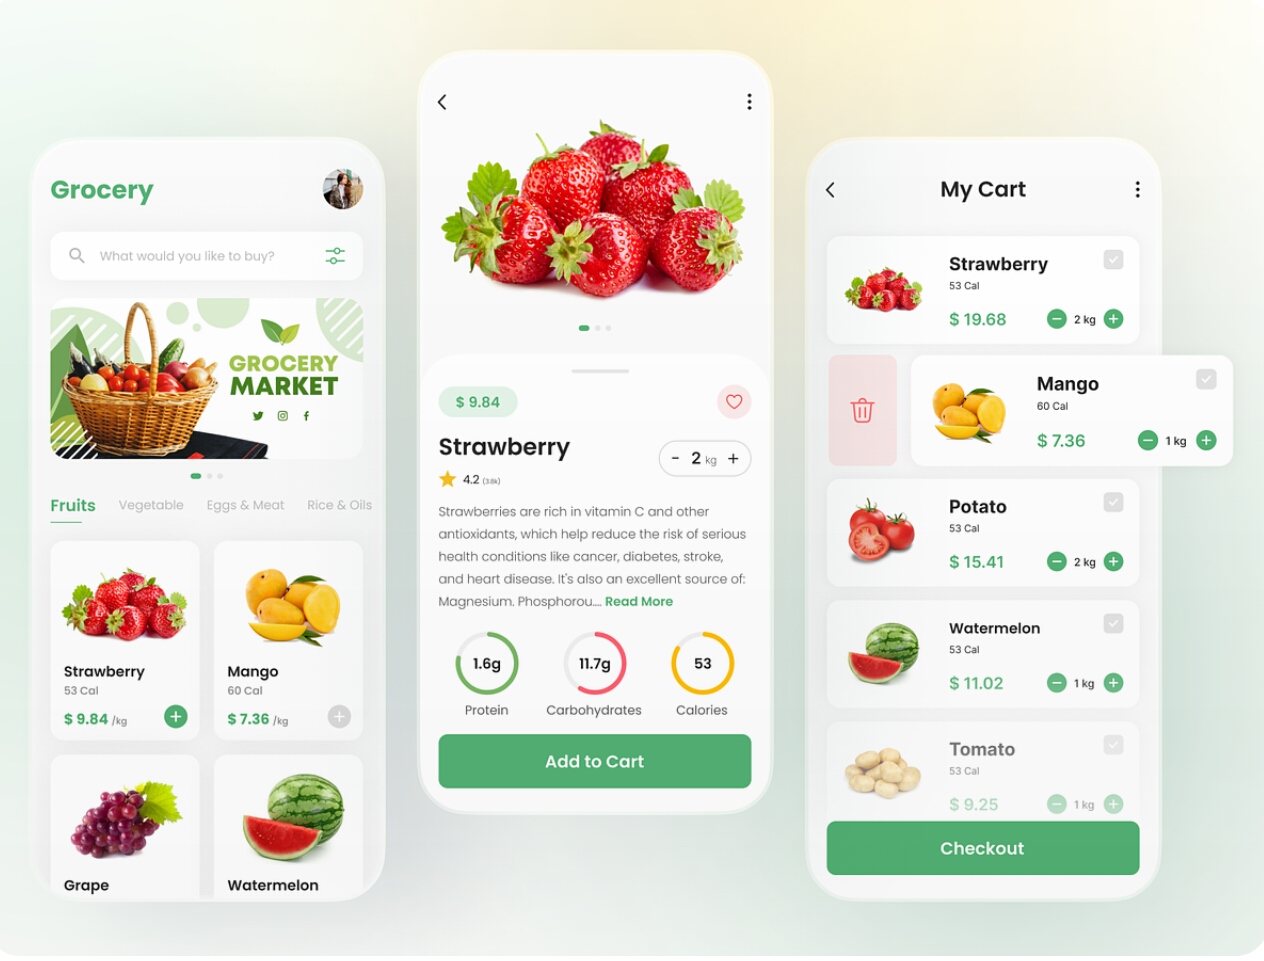 Grocery
What would you like to buy?
GROCERY
MARKET
Fruits Vegetable Eggs & Meat Rice & Oils
Strawberry
53 Cal
$ 9.84 /kg
Mango
60 Cal
$ 7.36 /kg
Grape
Watermelon
$ 9.84
Strawberry
- 2 kg +
4.2 (3.8k)
Strawberries are rich in vitamin C and other
antioxidants, which help reduce the risk of serious
health conditions like cancer, diabetes, stroke,
and heart disease. It's also an excellent source of:
Magnesium. Phosphorou.... Read More
1.6g
Protein
11.7g
Carbohydrates
53
Calories
Add to Cart
My Cart
Strawberry
53 Cal
$ 19.68
2 kg
Mango
60 Cal
$ 7.36
1 kg
Potato
53 Cal
$ 15.41
2 kg
Watermelon
53 Cal
$ 11.02
1 kg
Tomato
53 Cal
$ 9.25
1 kg
Checkout